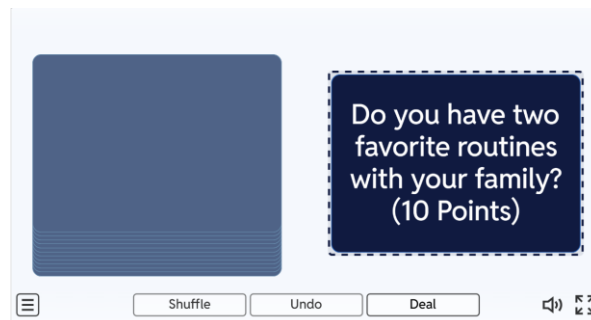 Do you have two
favorite routines
with your family?
(10 Points)
Shuffle
Undo
Deal